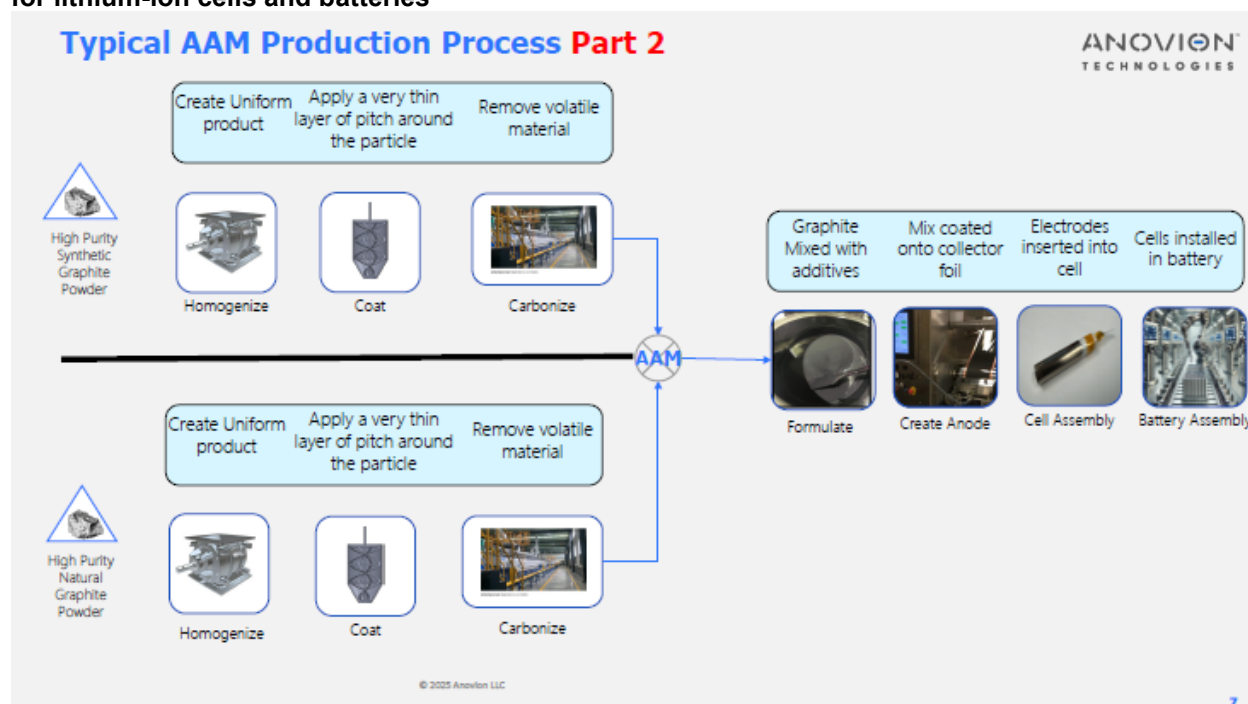 for lithium-ion cells and batteries
Typical AAM Production Process Part 2
ANOVION
TECHNOLOGIES
Create Uniform
product
Apply a very thin
layer of pitch around
the particle
Remove volatile
material
High Purity
Synthetic
Graphite
Powder
Homogenize
Coat
Carbonize
Graphite
Mixed with
additives
Mix coated
onto collector
foil
Electrodes
inserted into
cell
Cells installed
in battery
AAM
Formulate
Create Anode
Cell Assembly
Battery Assembly
Create Uniform
product
Apply a very thin
layer of pitch around
the particle
Remove volatile
material
High Purity
Natural
Graphite
Powder
Homogenize
Coat
Carbonize
© 2025 Anovion LLC
7